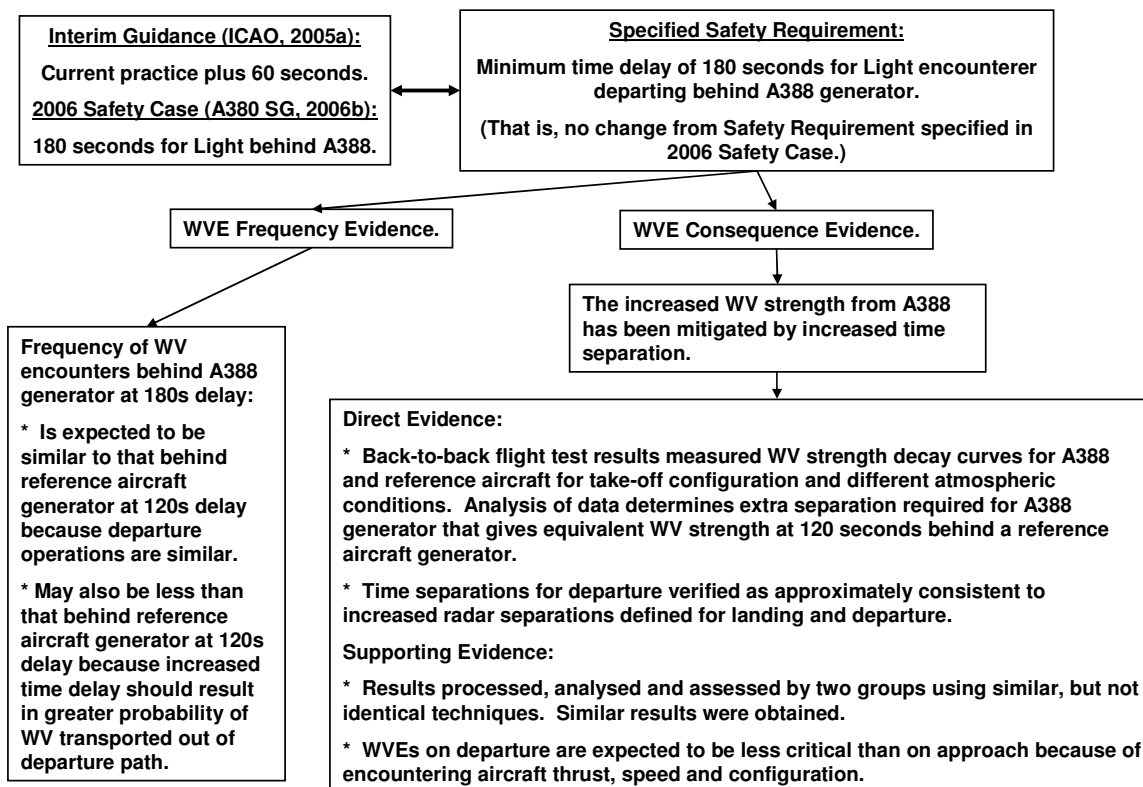 Interim Guidance (ICAO, 2005a):
Current practice plus 60 seconds.
2006 Safety Case (A380 SG, 2006b):
180 seconds for Light behind A388.
Specified Safety Requirement:
Minimum time delay of 180 seconds for Light encounterer
departing behind A388 generator.
(That is, no change from Safety Requirement specified in
2006 Safety Case.)
WVE Frequency Evidence.
WVE Consequence Evidence.
The increased WV strength from A388
has been mitigated by increased time
separation.
Frequency of WV
encounters behind A388
generator at 180s delay:
* Is expected to be
similar to that behind
reference aircraft
generator at 120s delay
because departure
operations are similar.
* May also be less than
that behind reference
aircraft generator at 120s
delay because increased
time delay should result
in greater probability of
WV transported out of
departure path.
Direct Evidence:
* Back-to-back flight test results measured WV strength decay curves for A388
and reference aircraft for take-off configuration and different atmospheric
conditions. Analysis of data determines extra separation required for A388
generator that gives equivalent WV strength at 120 seconds behind a reference
aircraft generator.
* Time separations for departure verified as approximately consistent to
increased radar separations defined for landing and departure.
Supporting Evidence:
* Results processed, analysed and assessed by two groups using similar, but not
identical techniques. Similar results were obtained.
* WVEs on departure are expected to be less critical than on approach because of
encountering aircraft thrust, speed and configuration.